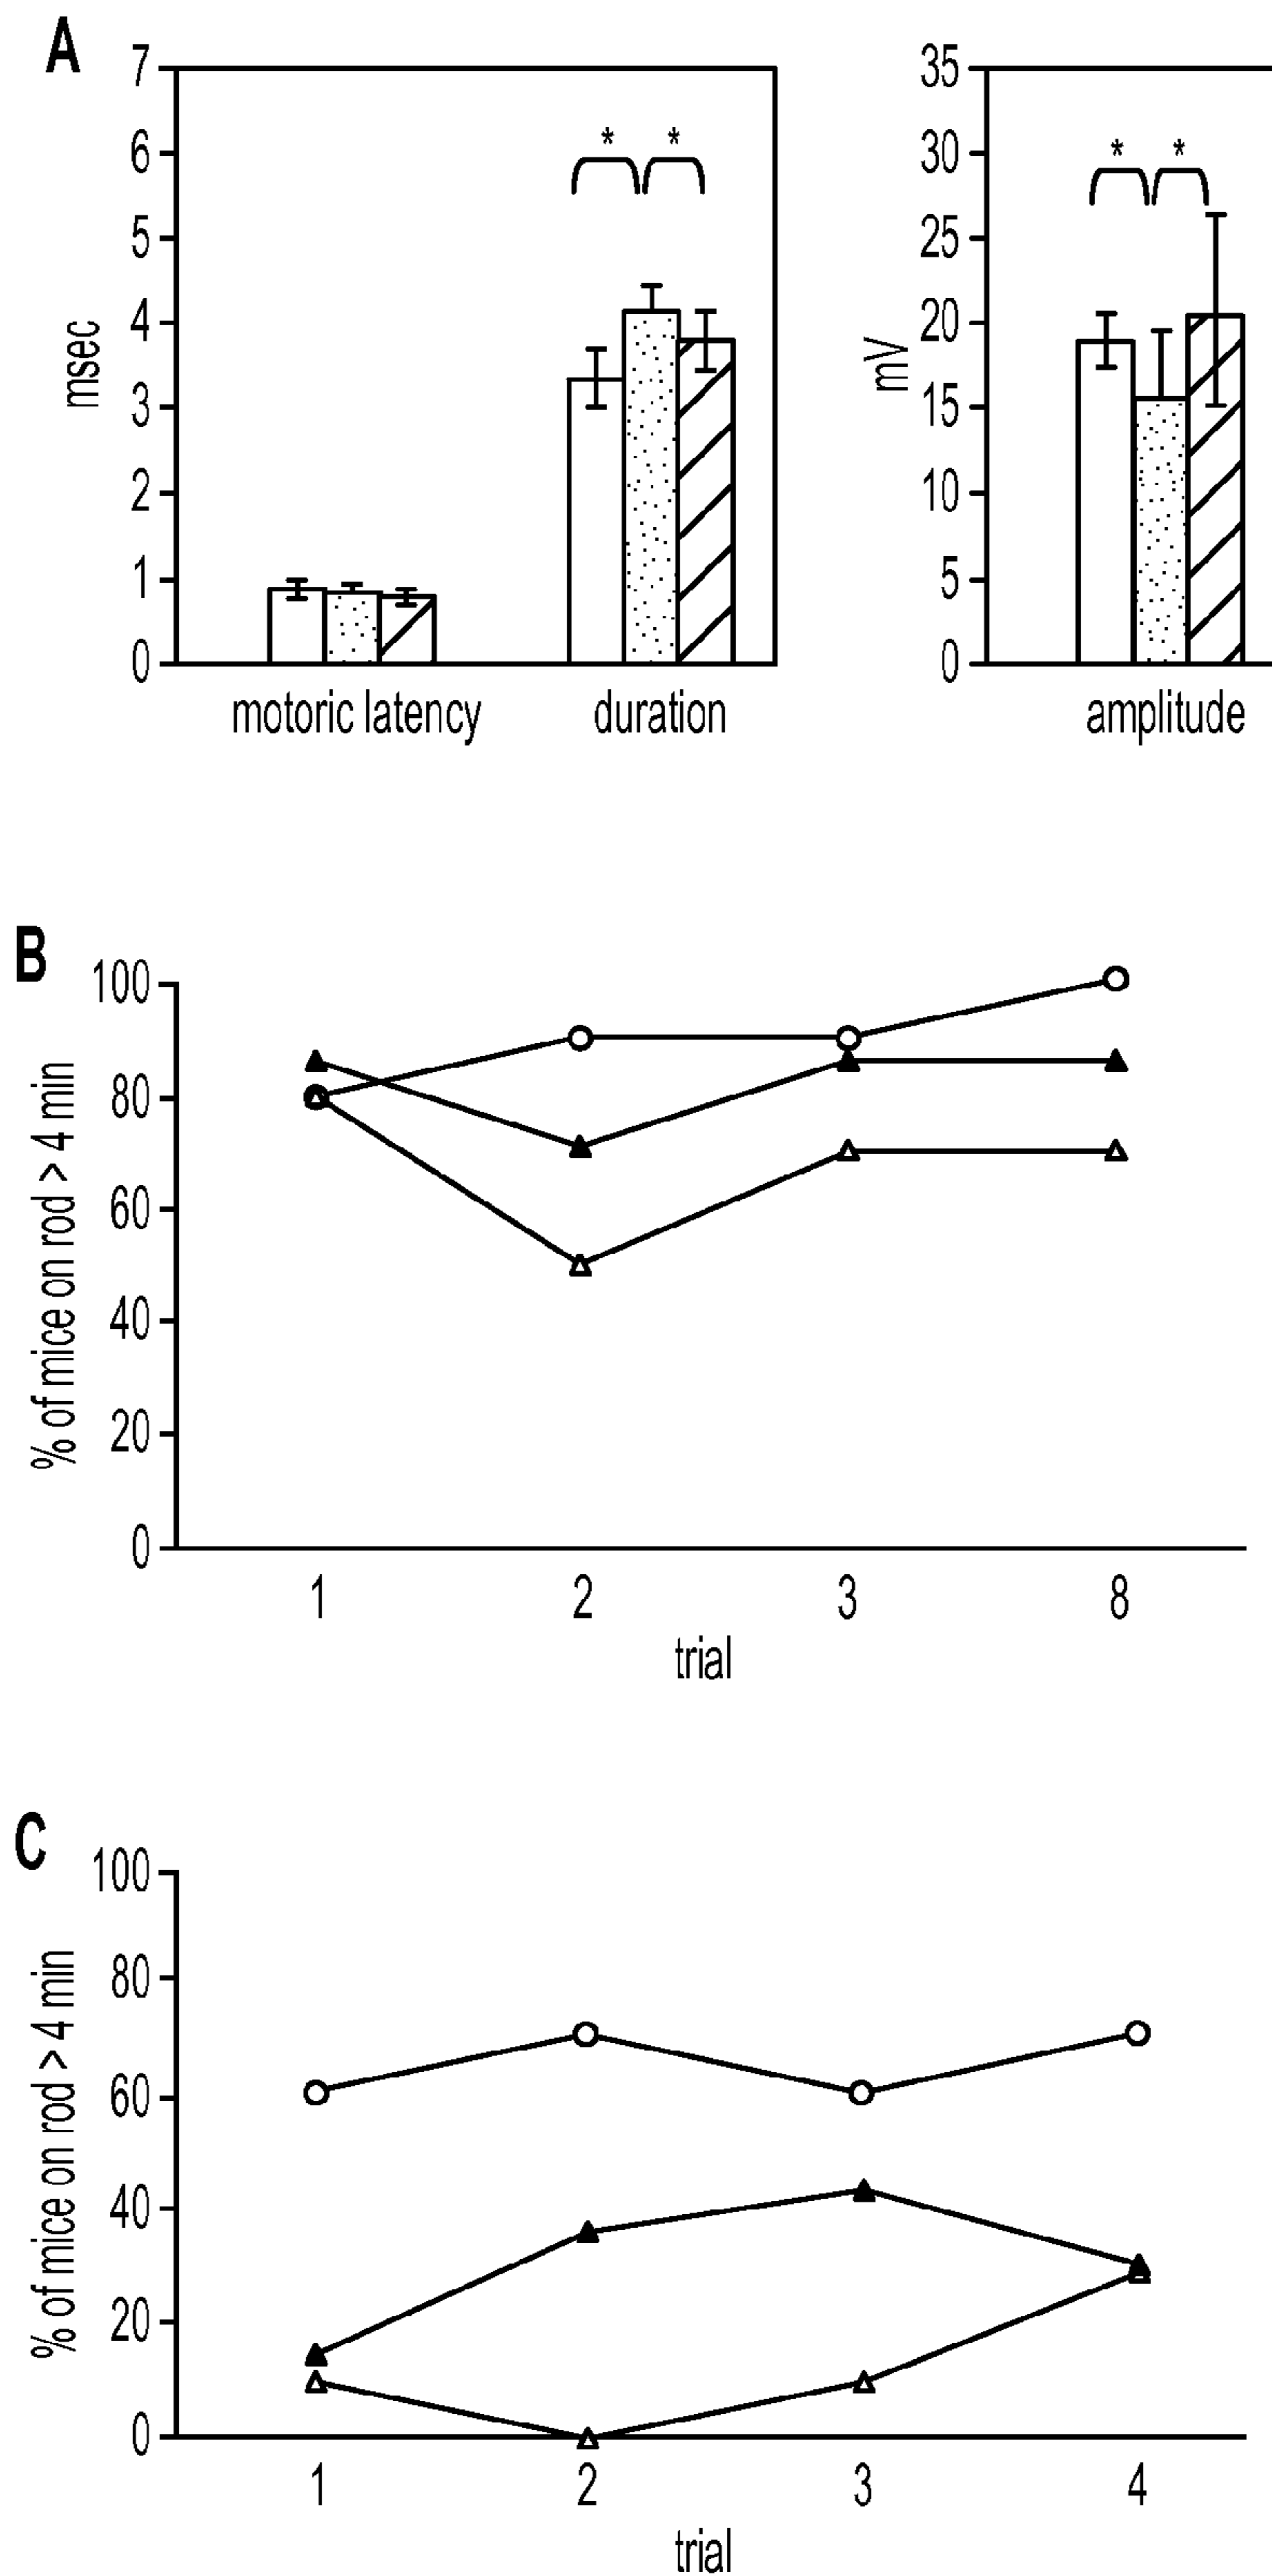 A
7
6
5
4
3
2
1
0
msec
* *
motoric latency duration
35
30
25
20
15
10
5
0
mV
* *
amplitude
B
100
80
60
40
20
0
% of mice on rod > 4 min
1 2 3 8
trial
C
100
80
60
40
20
0
% of mice on rod > 4 min
1 2 3 4
trial